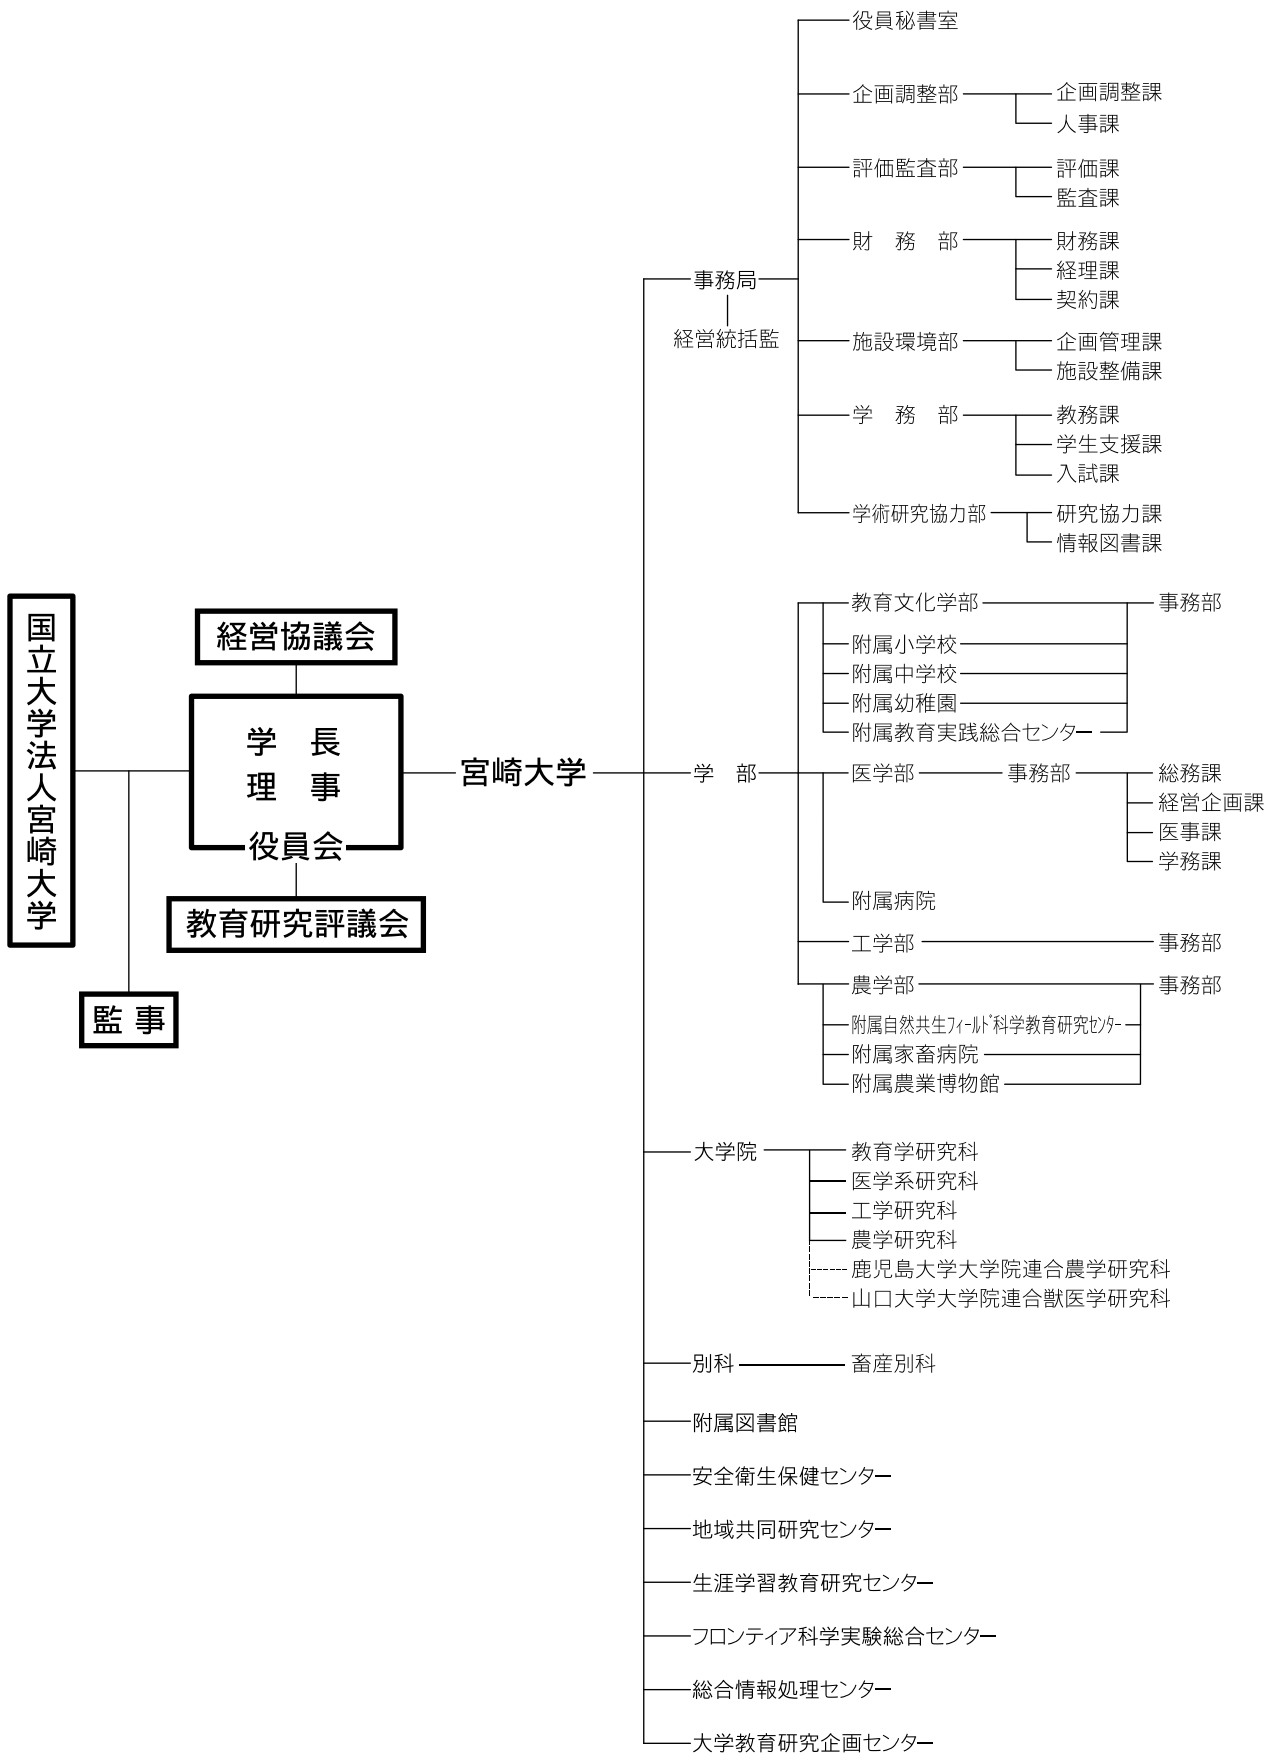 国立大学法人宮崎大学
監 事
経営協議会
学 長
理 事
役員会
教育研究評議会
宮崎大学
事務局
経営統括監
役員秘書室
企画調整部
企画調整課
人事課
評価監査部
評価課
監査課
財 務 部
財務課
経理課
契約課
施設環境部
企画管理課
施設整備課
学 務 部
教務課
学生支援課
入試課
学術研究協力部
研究協力課
情報図書課
学 部
教育文化学部
事務部
附属小学校
附属中学校
附属幼稚園
附属教育実践総合センター
医学部
事務部
総務課
経営企画課
医事課
学務課
附属病院
工学部
事務部
農学部
事務部
附属自然共生フィールド科学教育研究センター
附属家畜病院
附属農業博物館
大学院
教育学研究科
医学系研究科
工学研究科
農学研究科
鹿児島大学大学院連合農学研究科
山口大学大学院連合獣医学研究科
別科
畜産別科
附属図書館
安全衛生保健センター
地域共同研究センター
生涯学習教育研究センター
フロンティア科学実験総合センター
総合情報処理センター
大学教育研究企画センター